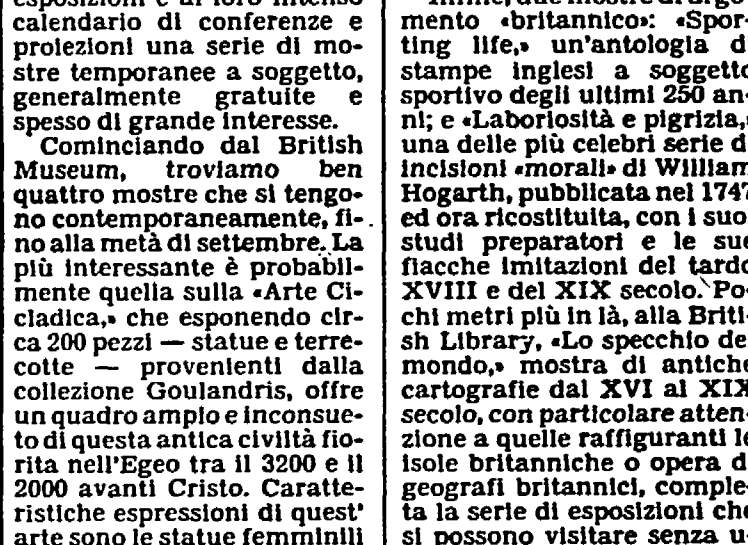 esposizioni e al loro intenso
calendario di conferenze e
proiezioni una serie di mo-
stre temporanee a soggetto,
generalmente gratuite e
spesso di grande interesse.
Cominciando dal British
Museum, troviamo ben
quattro mostre che si tengo-
no contemporaneamente, fi-
no alla metà di settembre. La
più interessante è probabil-
mente quella sulla «Arte Ci-
cladica,» che esponendo cir-
ca 200 pezzi — statue e terre-
cotte — provenienti dalla
collezione Goulandris, offre
un quadro ampio e inconsue-
to di questa antica civiltà fio-
rita nell'Egeo tra il 3200 e il
2000 avanti Cristo. Caratte-
ristiche espressioni di quest'
arte sono le statue femminili
mento «britannico»: «Spor-
ting life,» un'antologia d
stampe inglesi a soggetto
sportivo degli ultimi 250 an-
ni; e «Laboriosità e pigrizia,»
una delle più celebri serie d
incisioni «morali» di William
Hogarth, pubblicata nel 1747
ed ora ricostituita, con i suo
studi preparatori e le sue
fiacche imitazioni del tardo
XVIII e del XIX secolo. Po-
chi metri più in là, alla Briti-
sh Library, «Lo specchio de
mondo,» mostra di antiche
cartografie dal XVI al XIX
secolo, con particolare atten-
zione a quelle raffiguranti le
isole britanniche o opera d
geografi britannici, comple-
ta la serie di esposizioni che
si possono visitare senza u